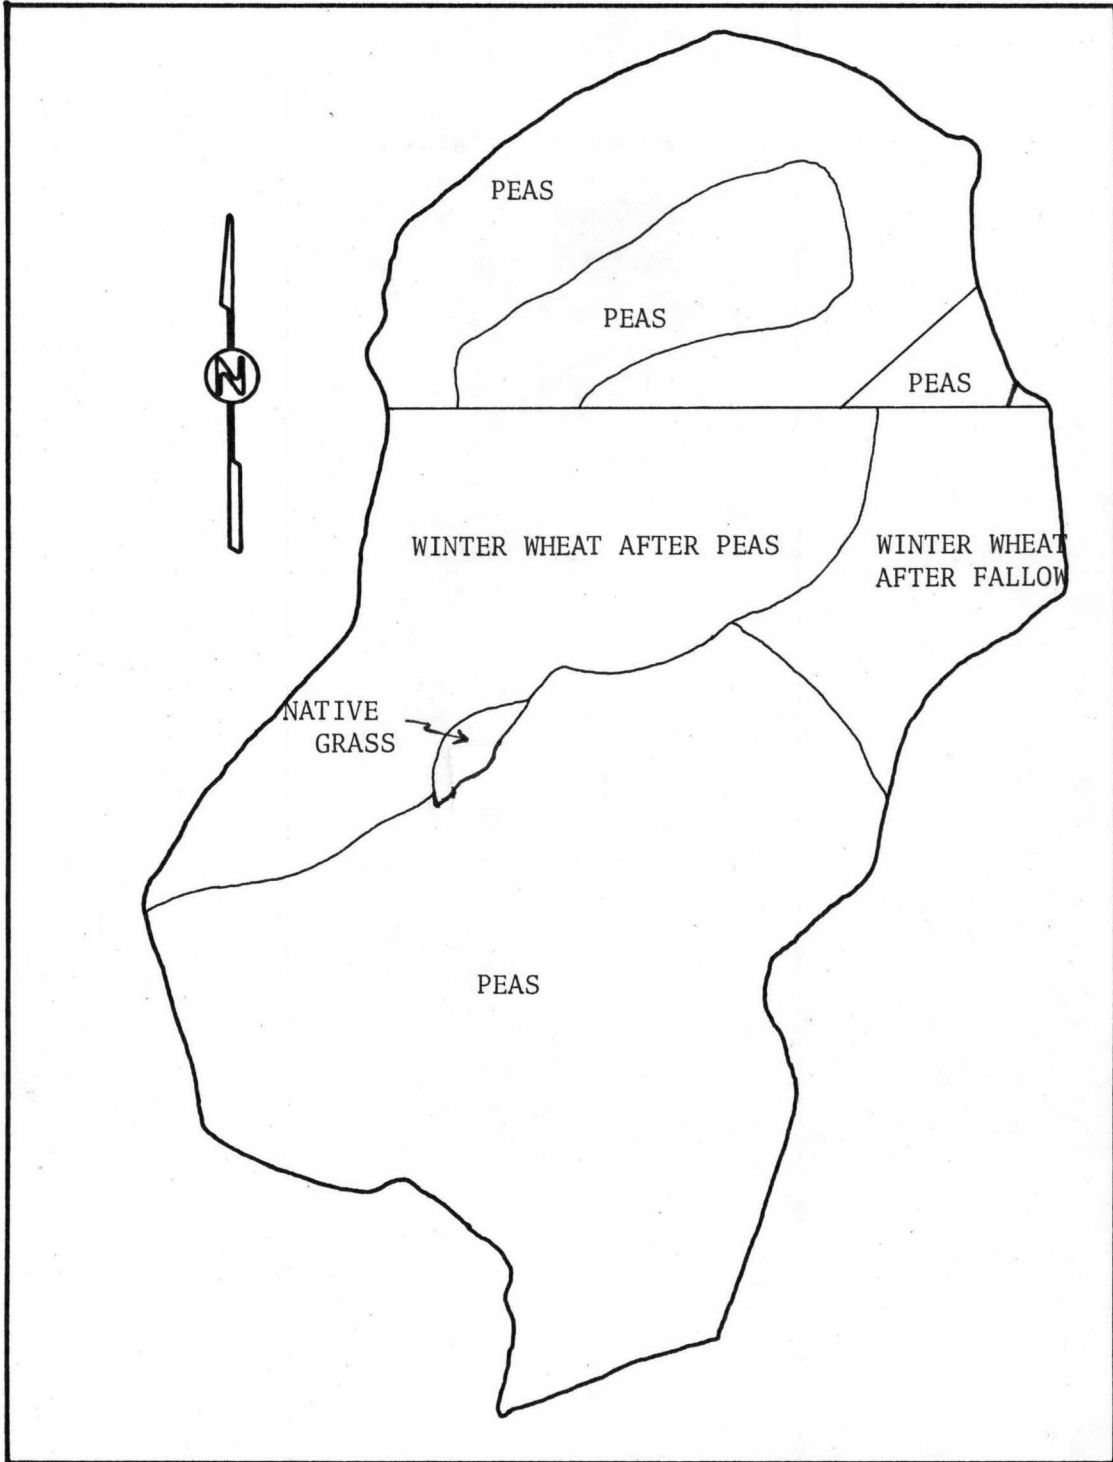 PEAS
PEAS
N
PEAS
WINTER WHEAT AFTER PEAS
WINTER WHEAT
AFTER FALLOW
NATIVE
GRASS
PEAS